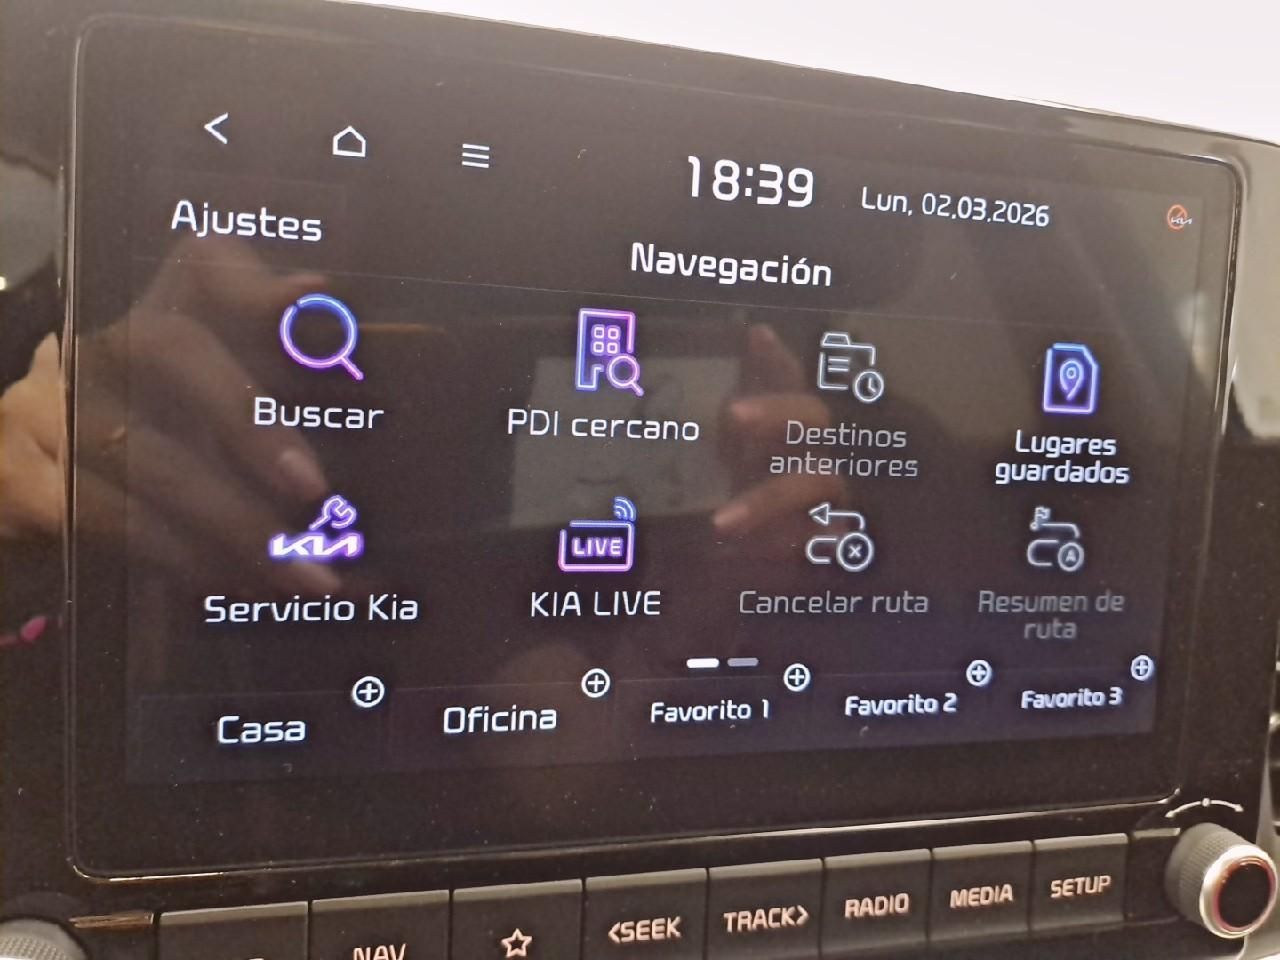 18:39
Lun, 02.03.2026
Ajustes
Navegación
Buscar
PDI cercano
Destinos
anteriores
Lugares
guardados
KIA
LIVE
Servicio Kia
KIA LIVE
Cancelar ruta
Resumen de
ruta
Casa
Oficina
Favorito 1
Favorito 2
Favorito 3
NAV
<SEEK
TRACK>
RADIO
MEDIA
SETUP